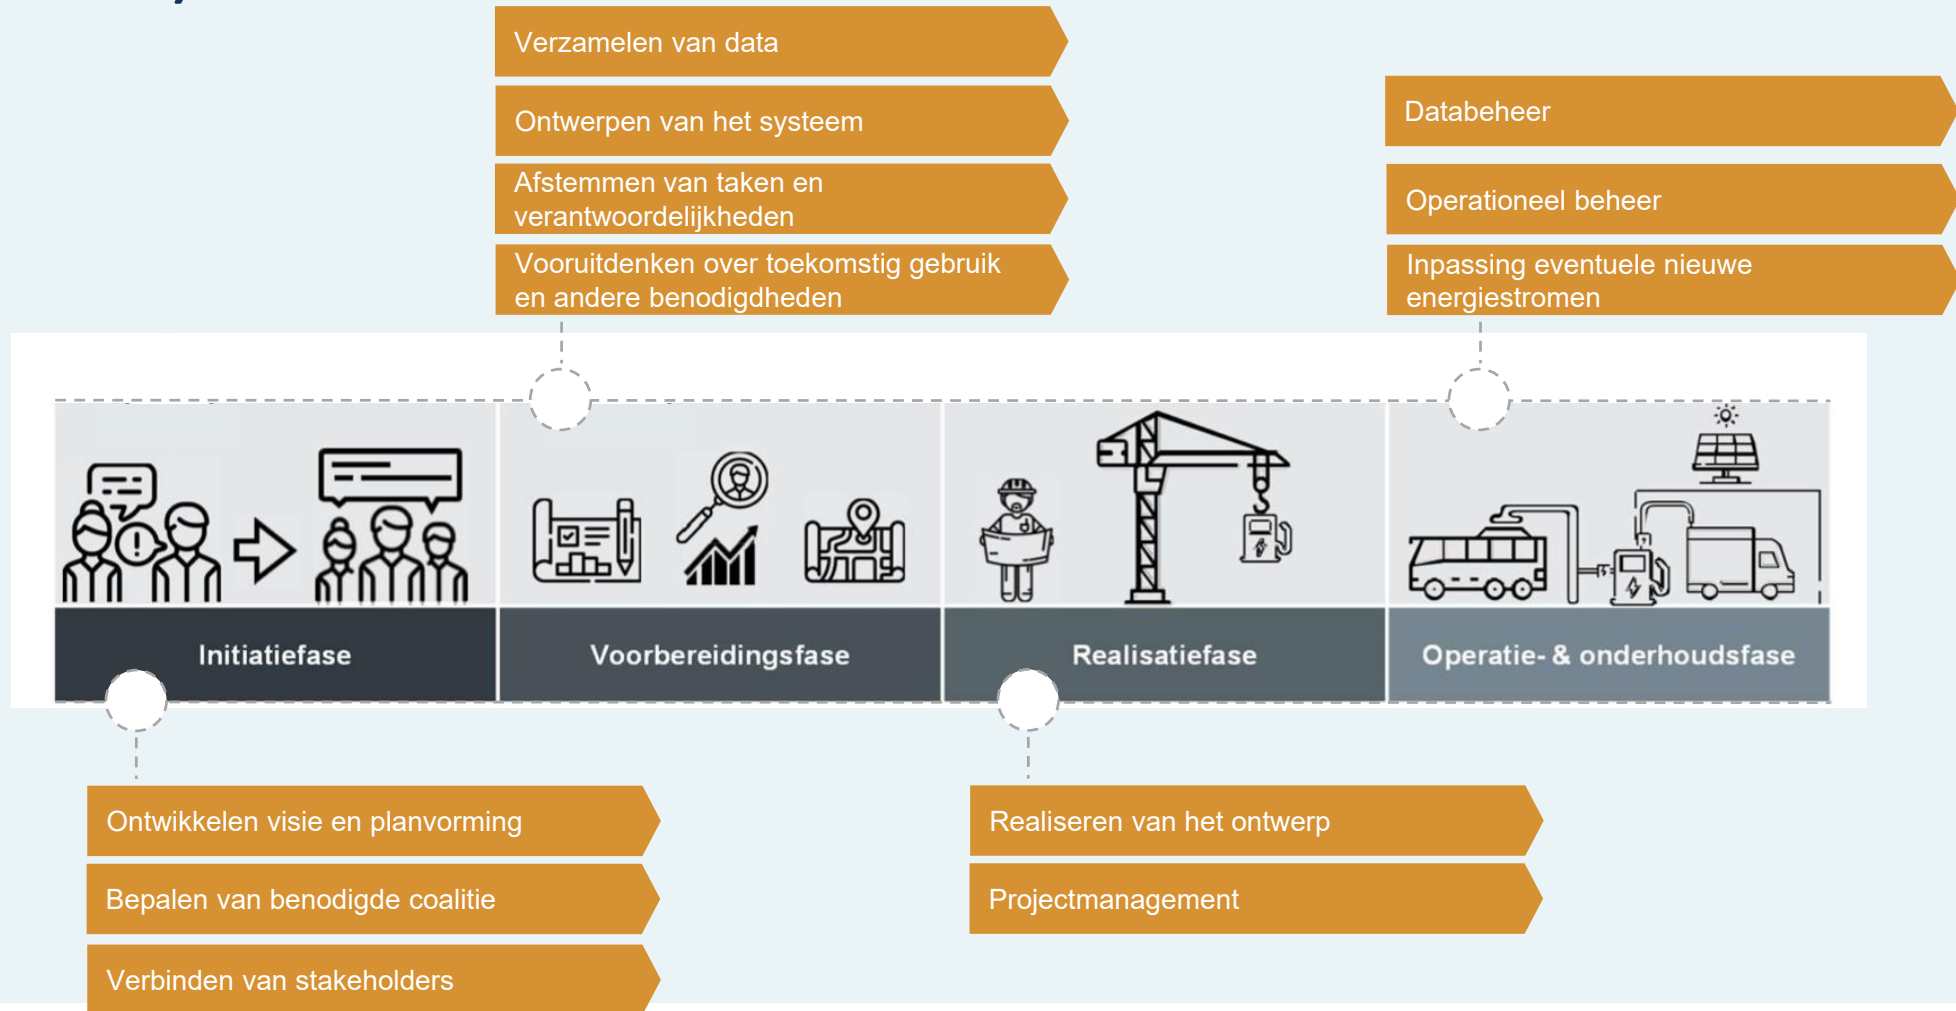 Verzamelen van data
Ontwerpen van het systeem
Afstemmen van taken en
verantwoordelijkheden
Vooruitdenken over toekomstig gebruik
en andere benodigdheden
Databeheer
Operationeel beheer
Inpassing eventuele nieuwe
energiestromen
Initiatiefase
Voorbereidingsfase
Realisatiefase
Operatie- & onderhoudsfase
Ontwikkelen visie en planvorming
Bepalen van benodigde coalitie
Verbinden van stakeholders
Realiseren van het ontwerp
Projectmanagement